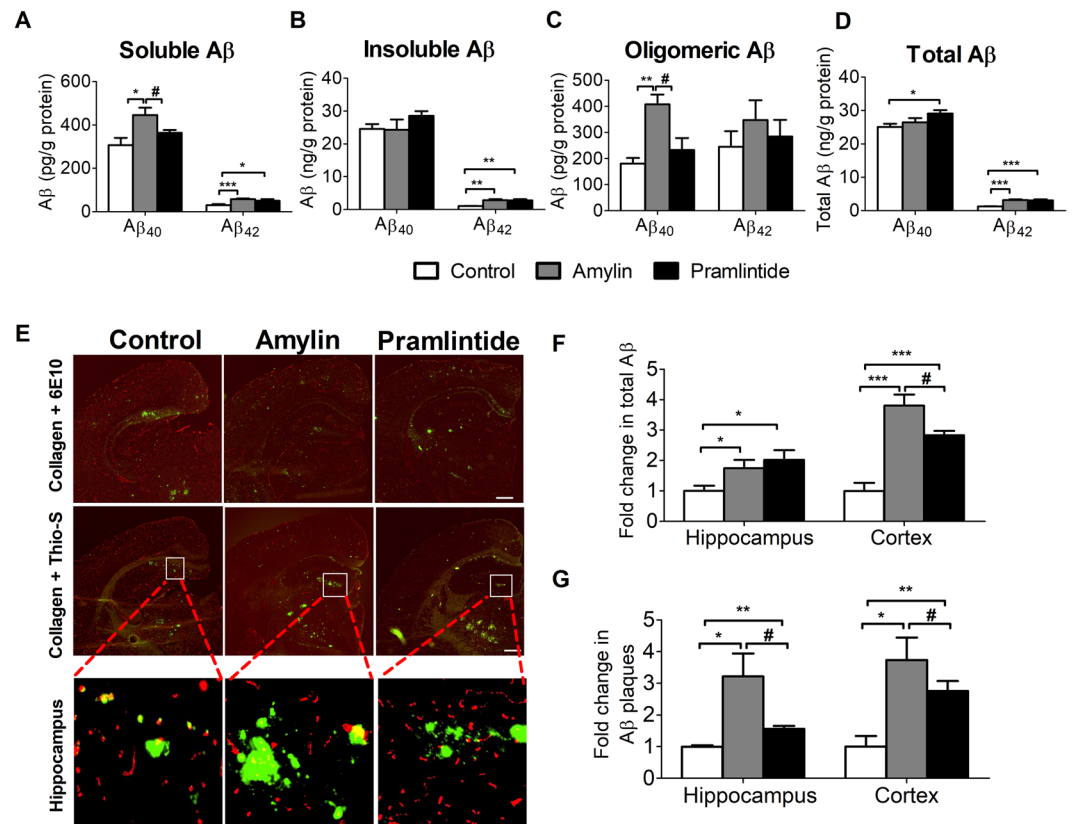 A
Soluble Aβ
Aβ (pg/g protein)
600
400
200
0
*
#
***
*
Aβ40
Aβ42
B
Insoluble Aβ
Aβ (ng/g protein)
40
30
20
10
0
**
**
Aβ40
Aβ42
C
Oligomeric Aβ
Aβ (pg/g protein)
500
400
300
200
100
0
**
#
Aβ40
Aβ42
D
Total Aβ
Total Aβ (ng/g protein)
40
30
20
10
0
*
***
***
Aβ40
Aβ42
Control Amylin Pramlintide
E
Control Amylin Pramlintide
Collagen + 6E10
Collagen + Thio-S
Hippocampus
F
Fold change in total Aβ
5
4
3
2
1
0
*
*
***
***
#
Hippocampus Cortex
G
Fold change in
Aβ plaques
5
4
3
2
1
0
**
*
#
**
*
#
Hippocampus Cortex